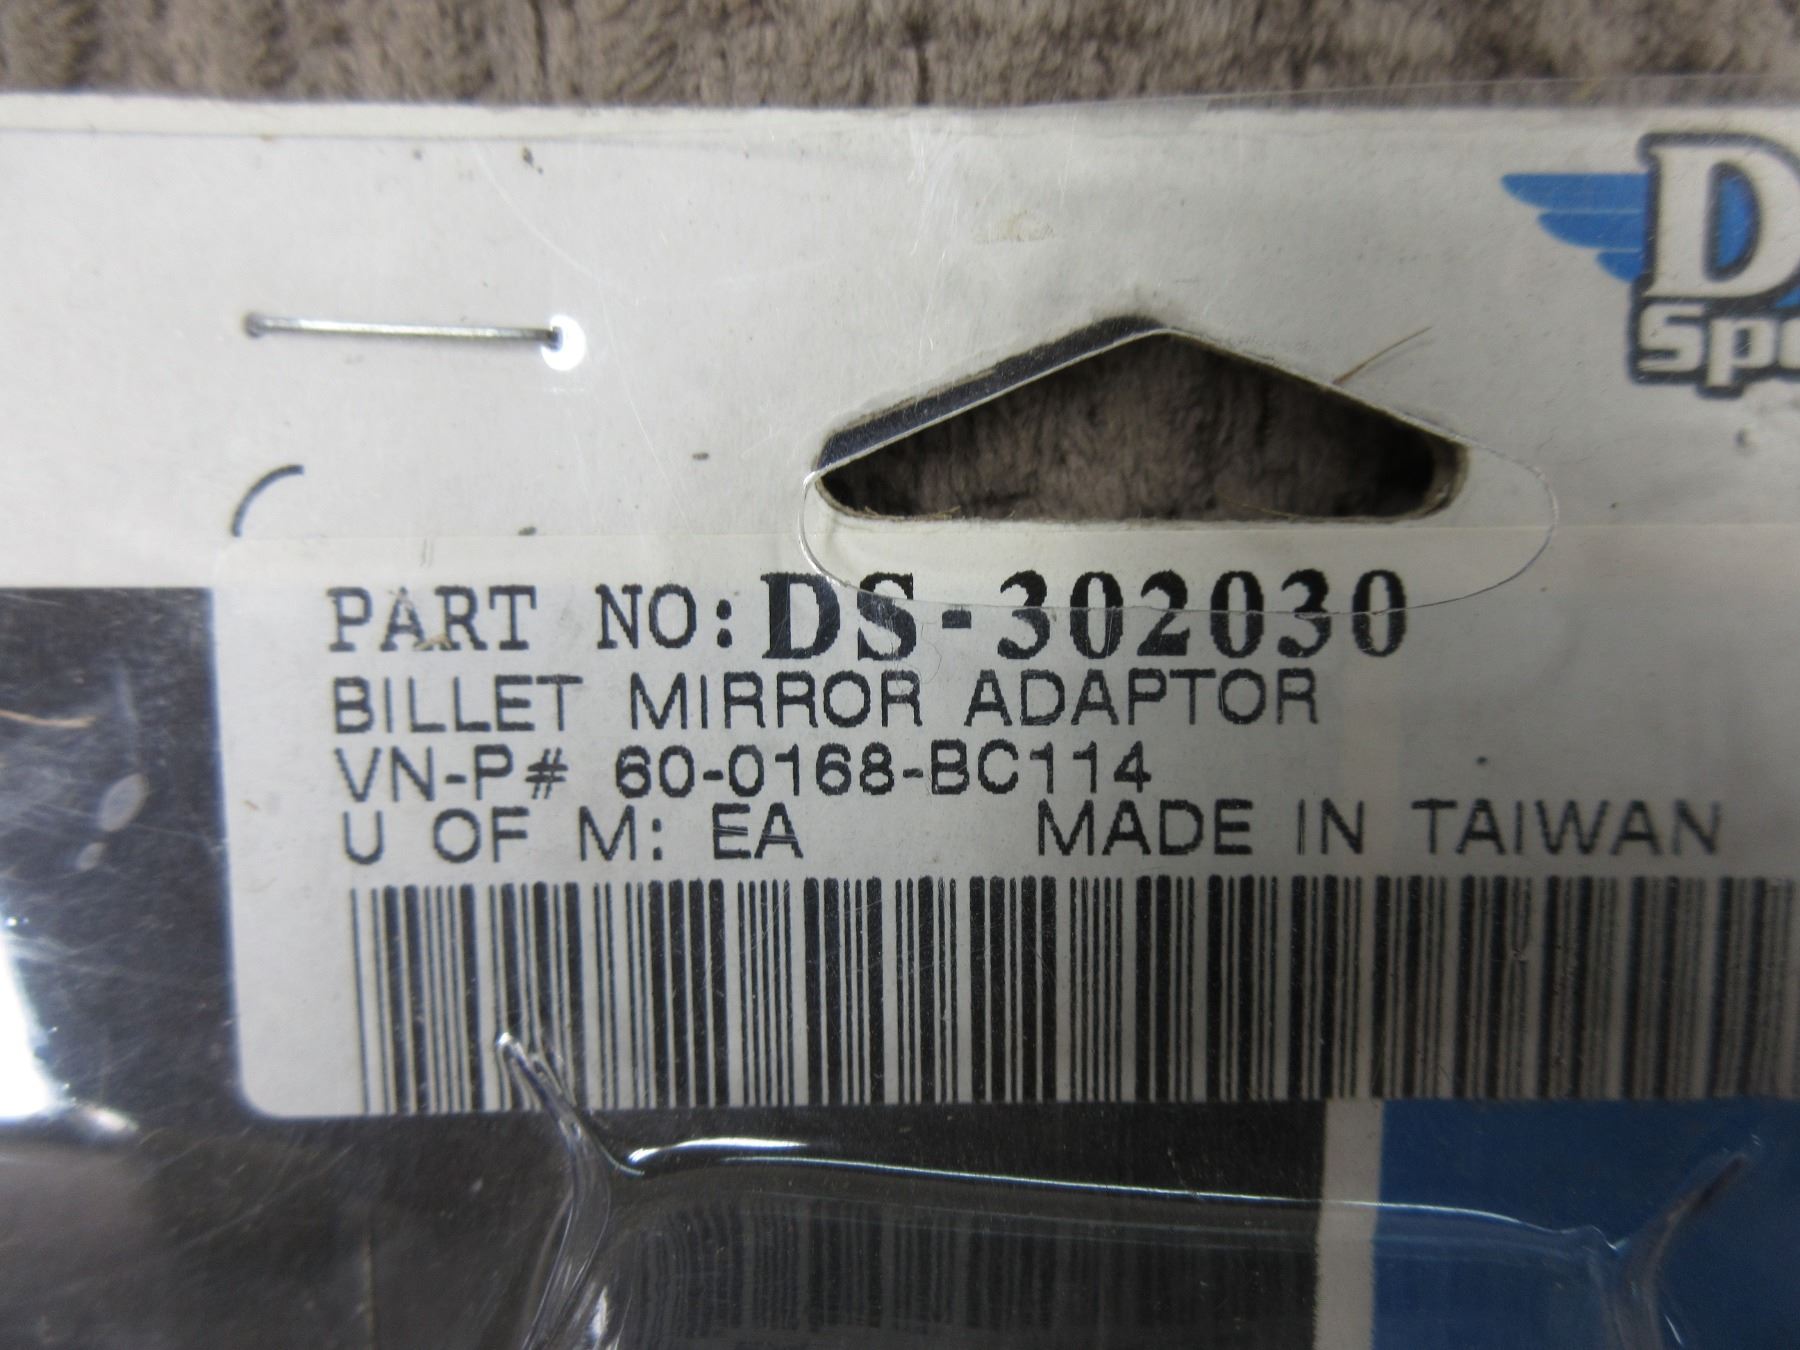 PART NO: DS-302030
BILLET MIRROR ADAPTOR
VN-P# 60-0168-BC114
U OF M: EA MADE IN TAIWAN